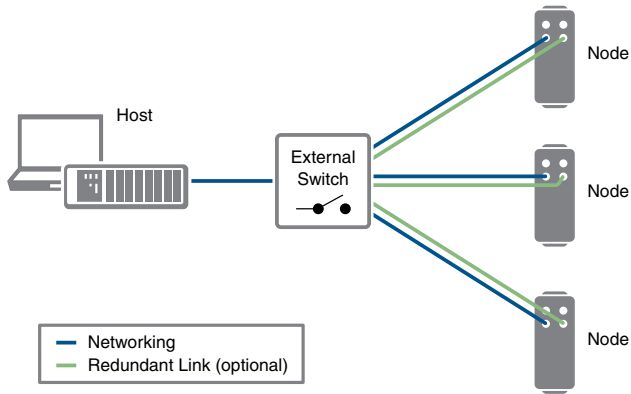 Host
External
Switch
Node
Node
Node
Networking
Redundant Link (optional)